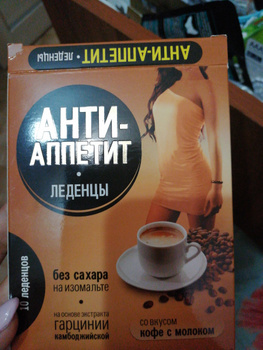 АНТИ-АППЕТИТ
• ЛЕДЕНЦЫ
АНТИ-
АППЕТИТ
•
ЛЕДЕНЦЫ
10 леденцов
без сахара
на изомальте
на основе экстракта
гарцинии
камбоджийской
со вкусом
кофе с молоком